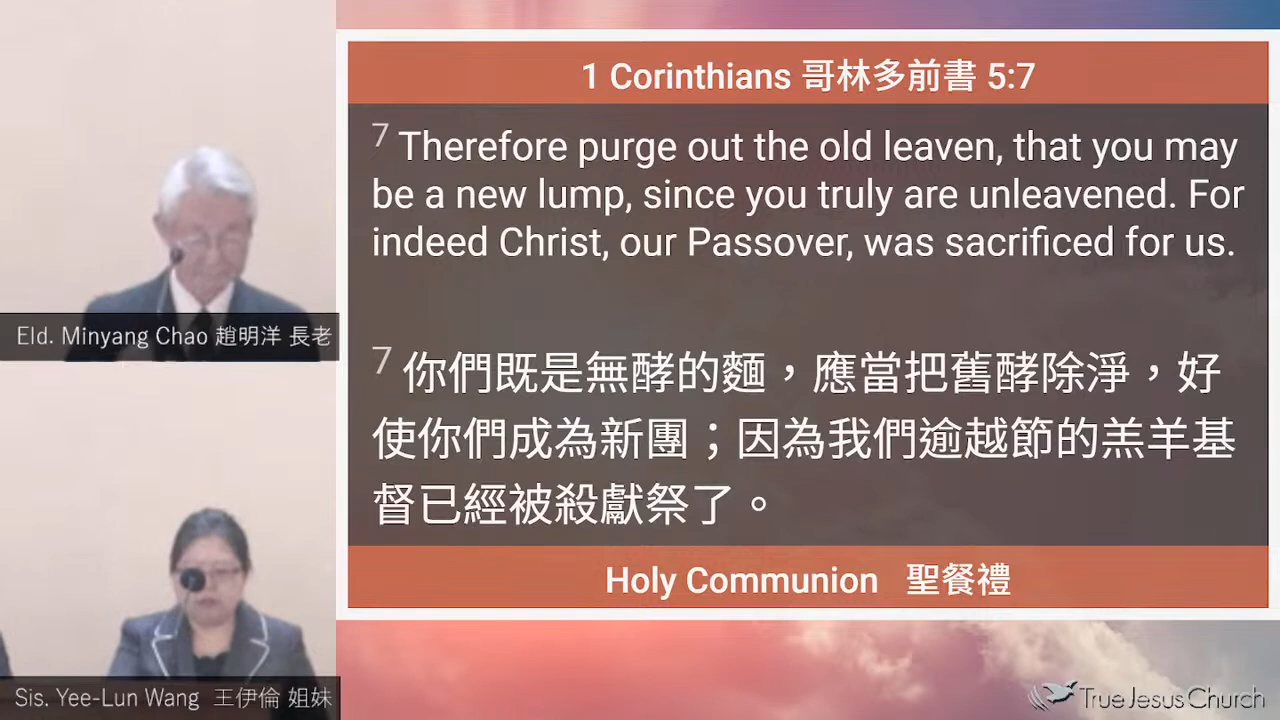 1 Corinthians 哥林多前書 5:7
7 Therefore purge out the old leaven, that you may
be a new lump, since you truly are unleavened. For
indeed Christ, our Passover, was sacrificed for us.
7 你們既是無酵的麵，應當把舊酵除淨，好
使你們成為新團；因為我們逾越節的羔羊基
督已經被殺獻祭了。
Holy Communion 聖餐禮
Eld. Minyang Chao 趙明洋 長老
Sis. Yee-Lun Wang 王伊倫 姐妹
True Jesus Church